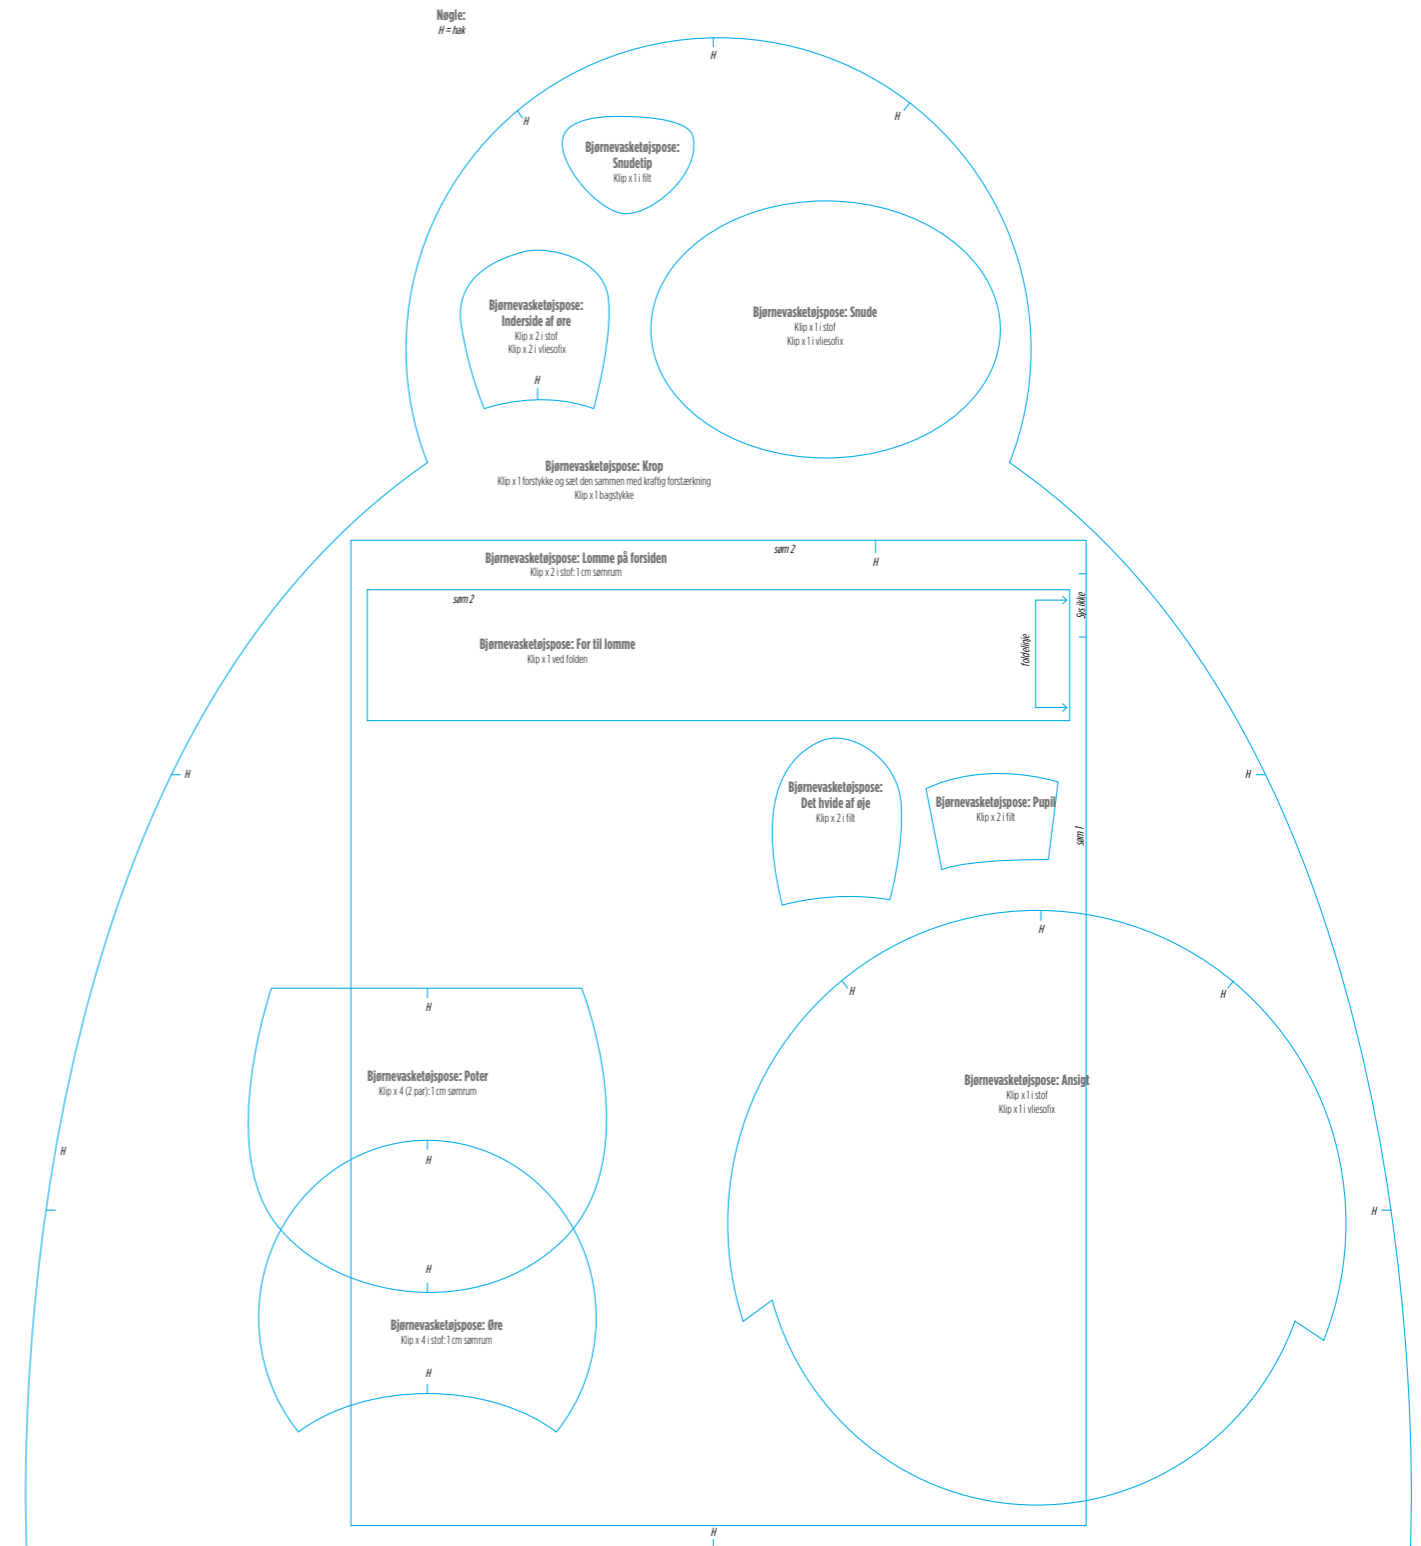 Nøgle:
H = hak
H
H
H
Bjørnevasketøjspose:
Snudetip
Klip x 1 i filt
Bjørnevasketøjspose:
Inderside af øre
Klip x 2 i stof
Klip x 2 i vliesofix
H
Bjørnevasketøjspose: Snude
Klip x 1 i stof
Klip x 1 i vliesofix
Bjørnevasketøjspose: Krop
Klip x 1 forstykke og sæt den sammen med kraftig forstærkning
Klip x 1 bagstykke
søm 2
H
Bjørnevasketøjspose: Lomme på forsiden
Klip x 2 i stof: 1 cm sømrum
søm 2
Sys ikke
foldelinje
Bjørnevasketøjspose: For til lomme
Klip x 1 ved folden
H
H
Bjørnevasketøjspose:
Det hvide af øje
Klip x 2 i filt
Bjørnevasketøjspose: Pupil
Klip x 2 i filt
søm 1
H
H
H
H
Bjørnevasketøjspose: Poter
Klip x 4 (2 par): 1 cm sømrum
Bjørnevasketøjspose: Ansigt
Klip x 1 i stof
Klip x 1 i vliesofix
H
H
H
H
Bjørnevasketøjspose: Øre
Klip x 4 i stof: 1 cm sømrum
H
H